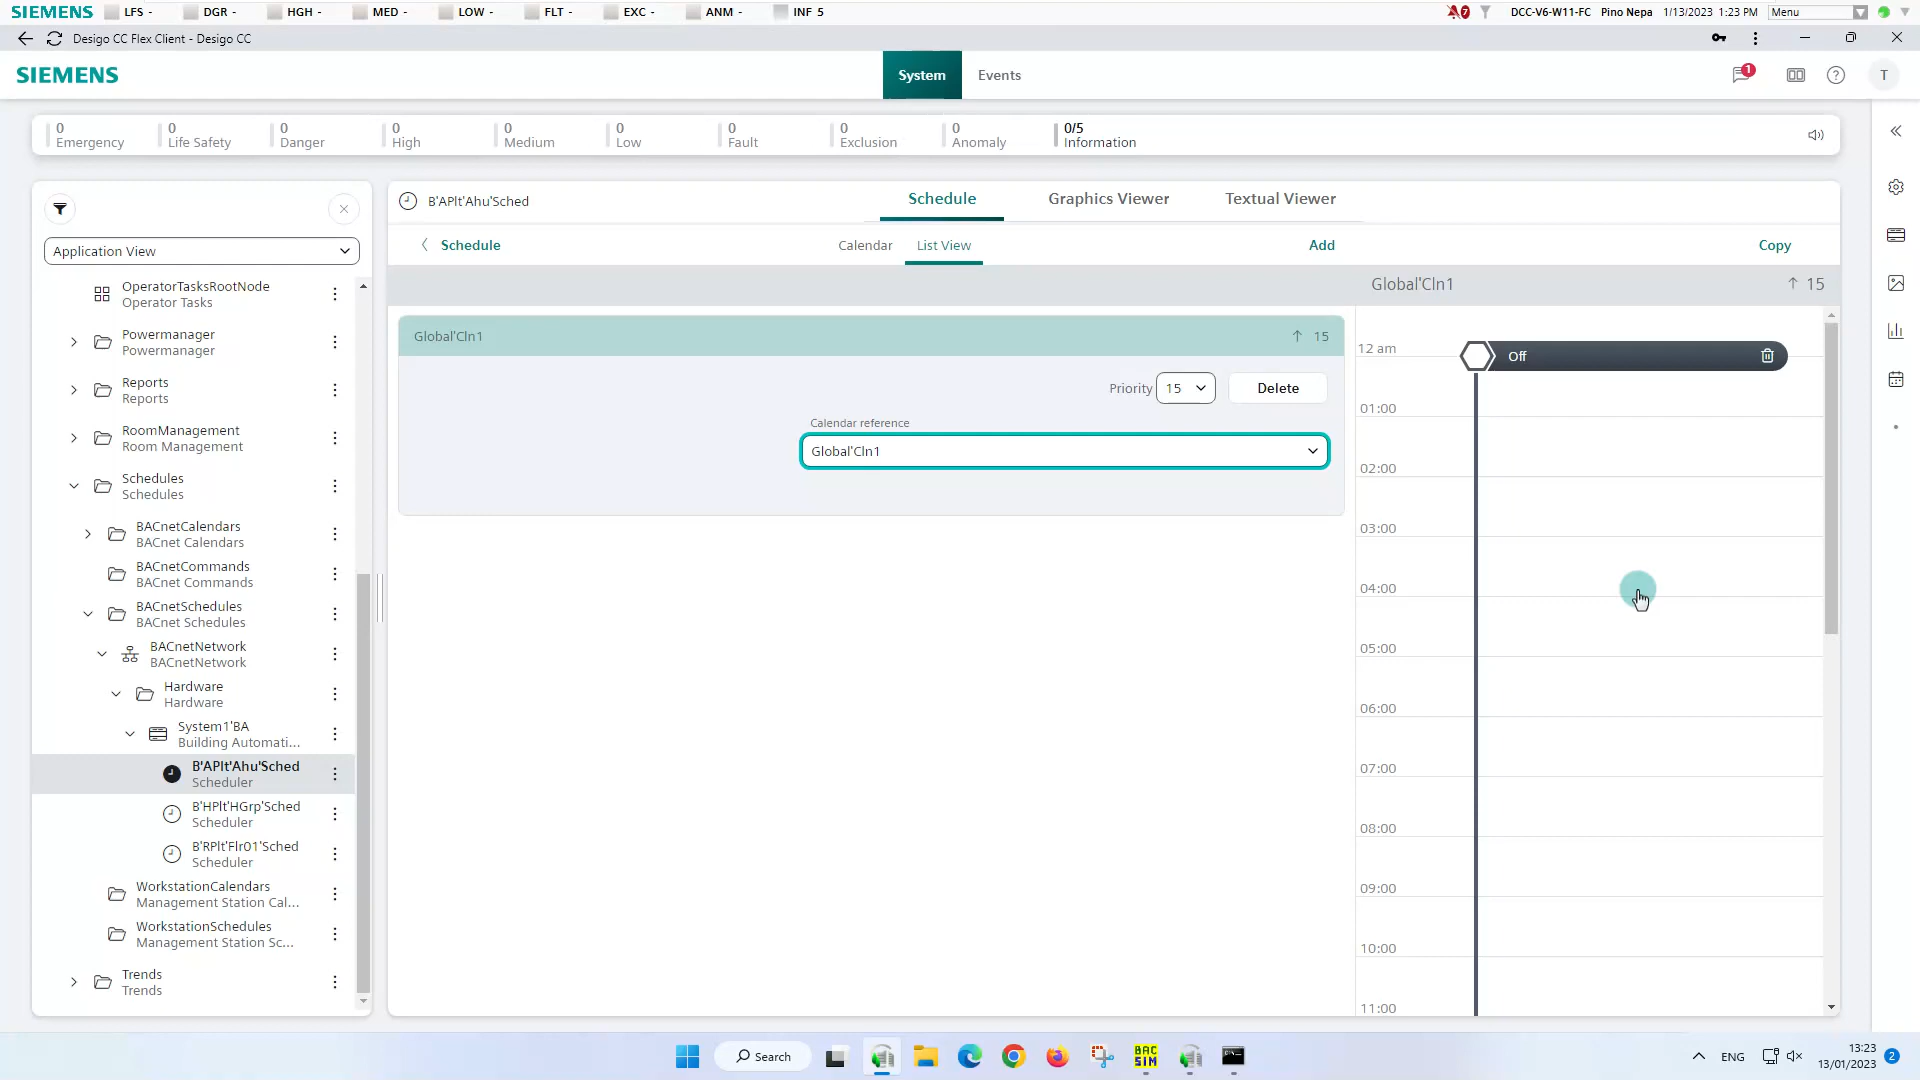 SIEMENS LFS - DGR - HGH - MED - LOW - FLT - EXC - ANM - INF 5 7 DCC-V6-W11-FC Pino Nepa 1/13/2023 1:23 PM Menu
Desigo CC Flex Client - Desigo CC
SIEMENS System Events 1 ? T
0 0 0 0 0 0 0 0 0 0/5
Emergency Life Safety Danger High Medium Low Fault Exclusion Anomaly Information
Application View
OperatorTasksRootNode
Operator Tasks
Powermanager
Powermanager
Reports
Reports
RoomManagement
Room Management
Schedules
Schedules
BACnetCalendars
BACnet Calendars
BACnetCommands
BACnet Commands
BACnetSchedules
BACnet Schedules
BACnetNetwork
BACnetNetwork
Hardware
Hardware
System1'BA
Building Automati...
B'APlt'Ahu'Sched
Scheduler
B'HPlt'HGrp'Sched
Scheduler
B'RPlt'Flr01'Sched
Scheduler
WorkstationCalendars
Management Station Cal...
WorkstationSchedules
Management Station Sc...
Trends
Trends
B'APlt'Ahu'Sched Schedule Graphics Viewer Textual Viewer
Schedule Calendar List View Add Copy
Global'Cln1 ↑ 15
Priority 15 Delete
Calendar reference
Global'Cln1
Global'Cln1 ↑ 15
12 am Off
01:00
02:00
03:00
04:00
05:00
06:00
07:00
08:00
09:00
10:00
11:00
Search BAC SIM ENG 13:23
13/01/2023 2